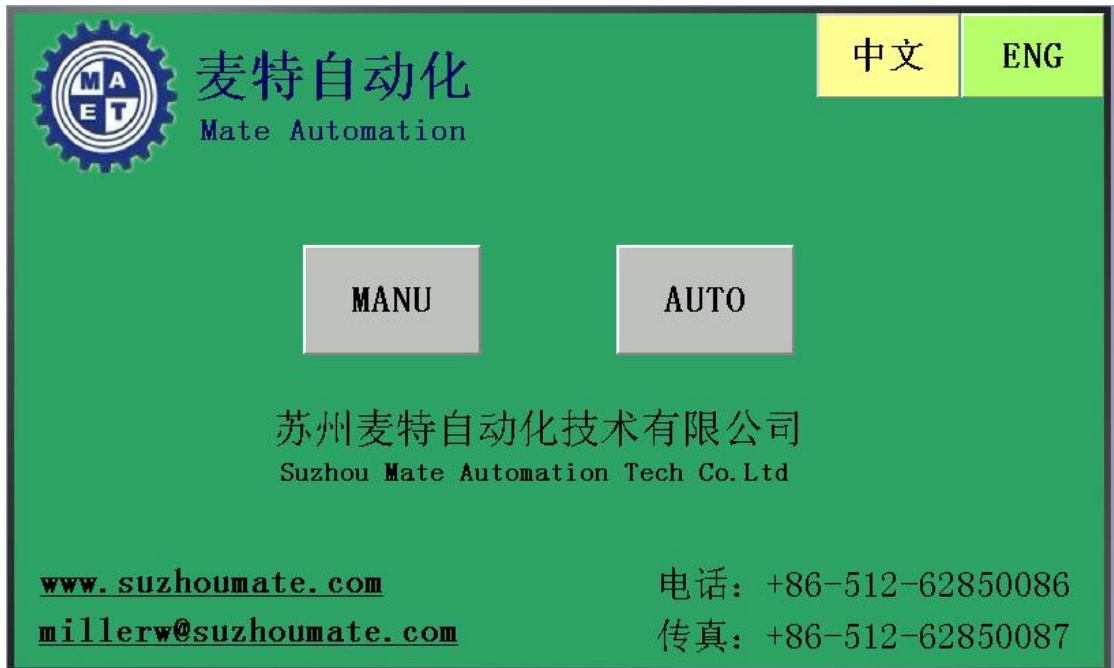 MA
ET
麦特自动化
Mate Automation
中文 ENG
MANU AUTO
苏州麦特自动化技术有限公司
Suzhou Mate Automation Tech Co.Ltd
www.suzhoumate.com
millerw@suzhoumate.com
电话: +86-512-62850086
传真: +86-512-62850087